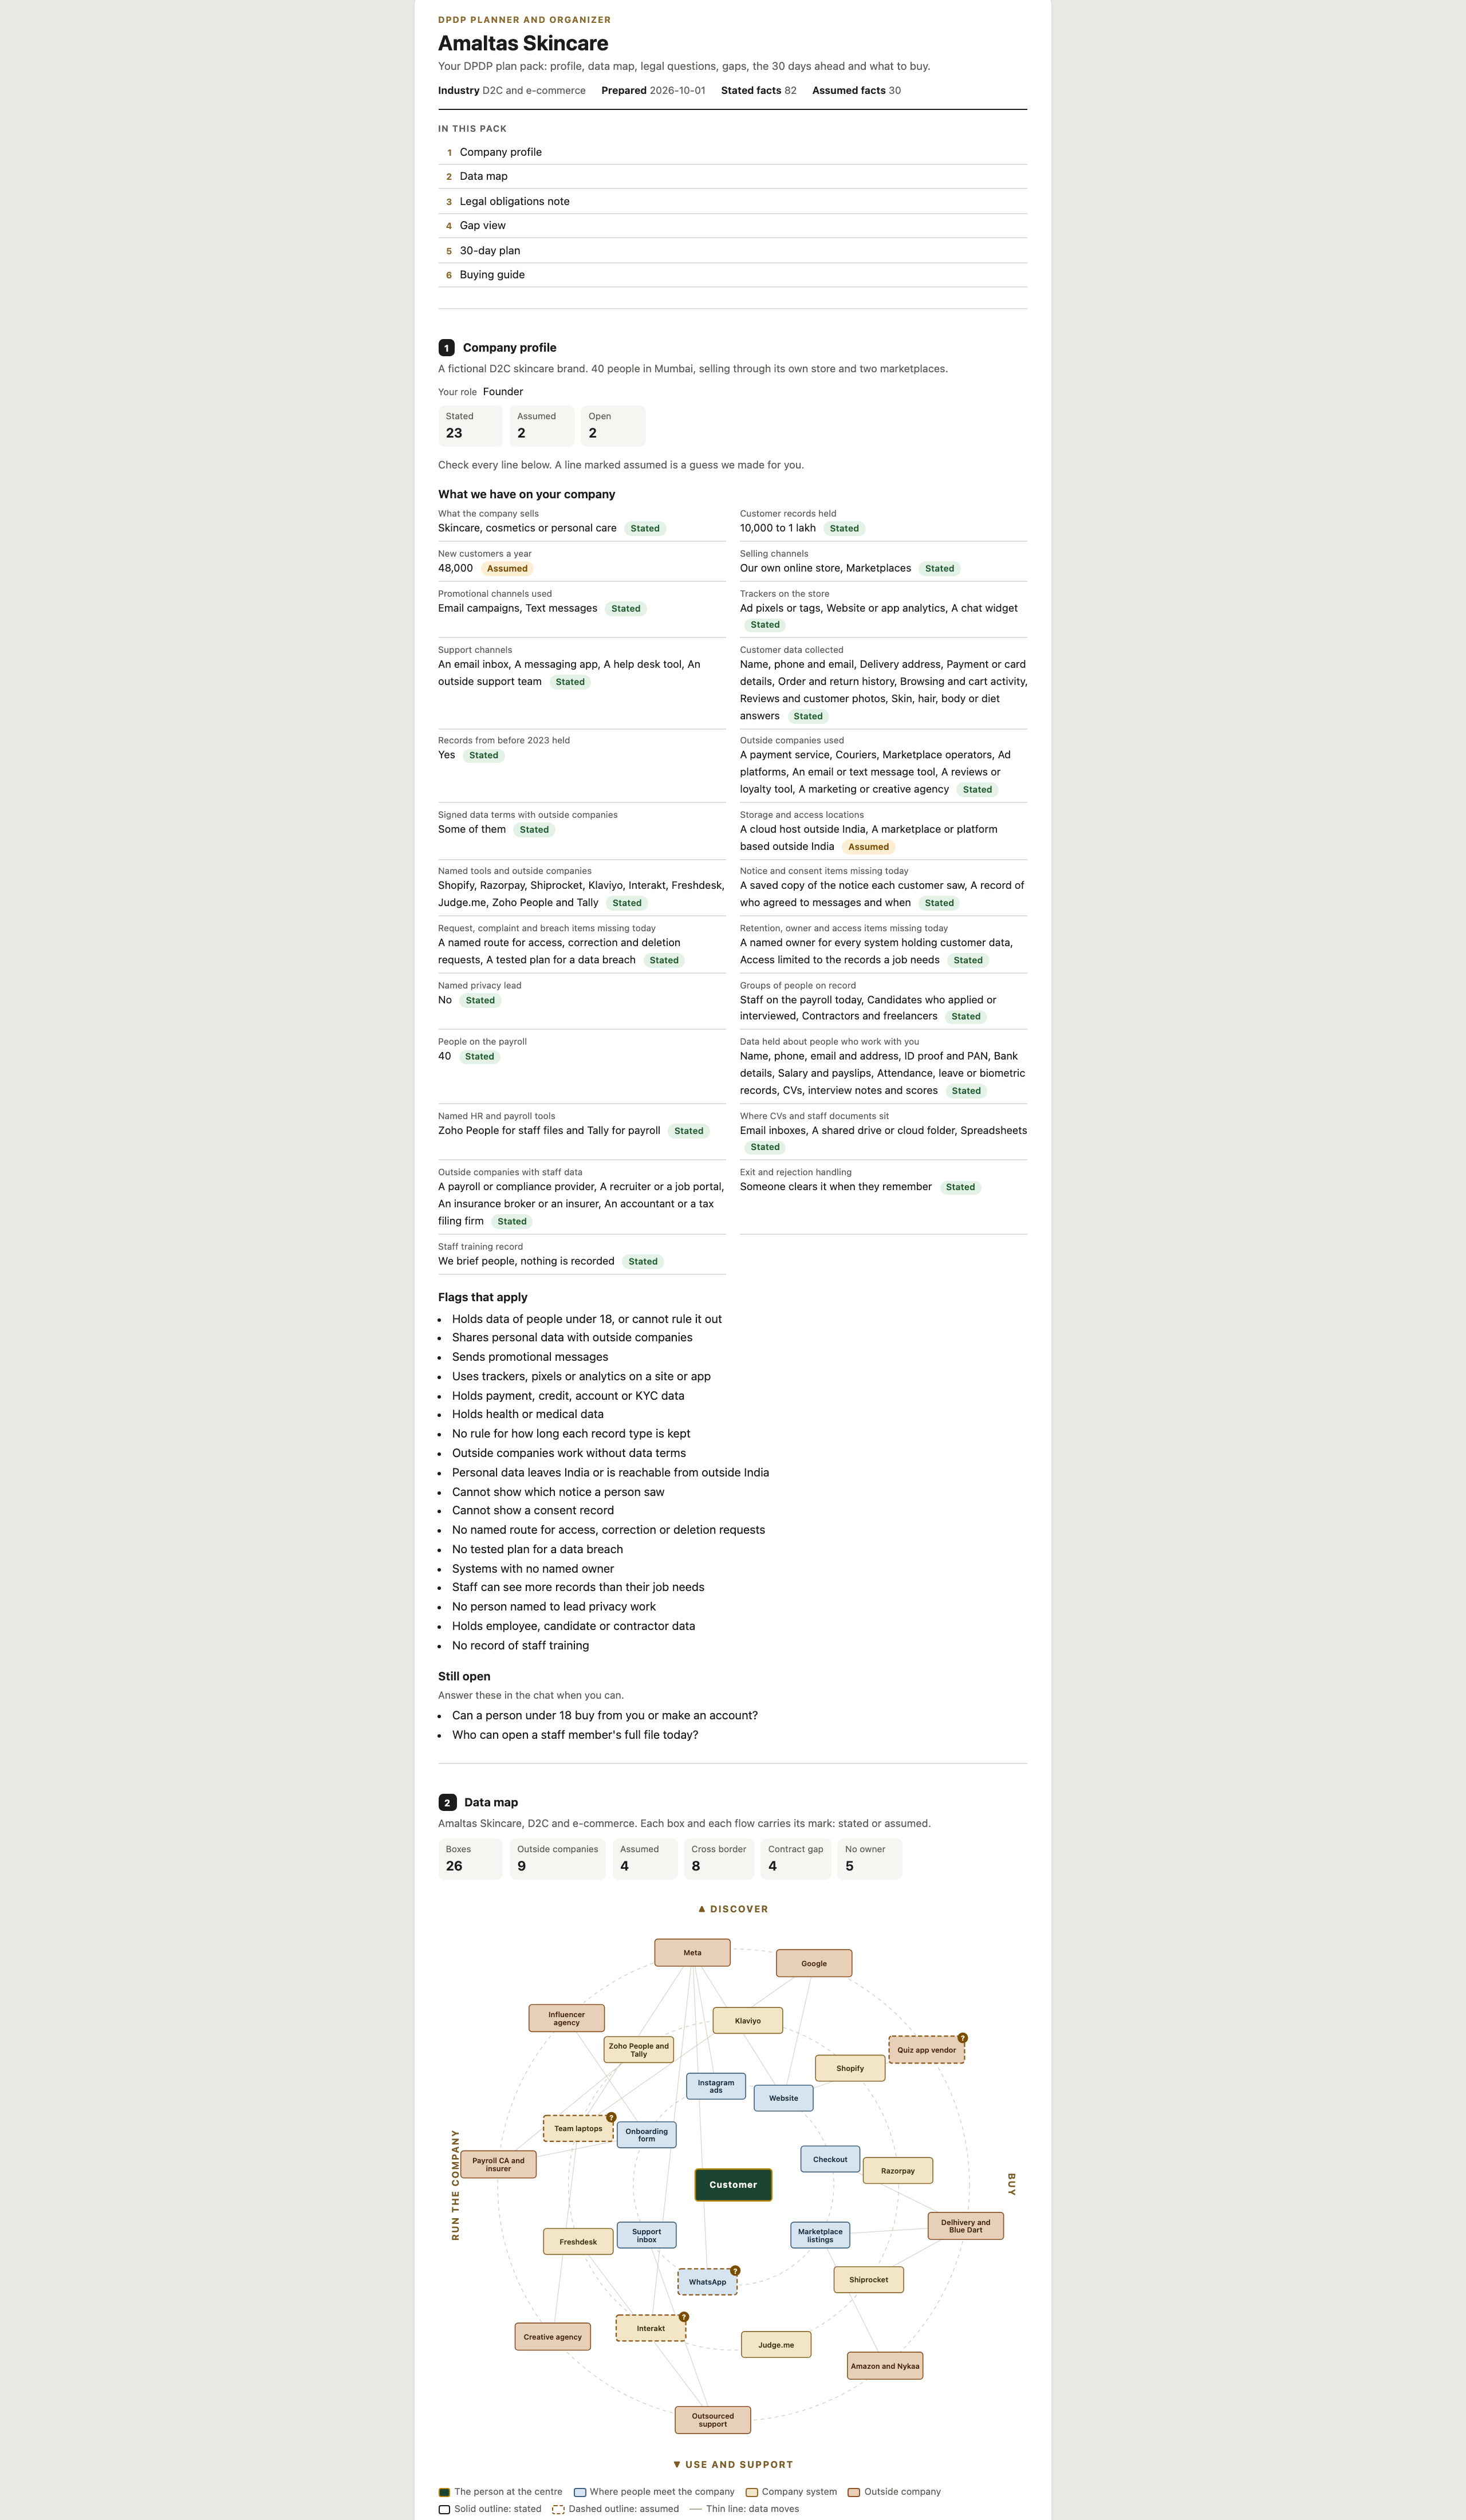 DPDP PLANNER AND ORGANIZER
Amaltas Skincare
Your DPDP plan pack: profile, data map, legal questions, gaps, the 30 days ahead and what to buy.
Industry D2C and e-commerce Prepared 2026-10-01 Stated facts 82 Assumed facts 30
IN THIS PACK
1 Company profile
2 Data map
3 Legal obligations note
4 Gap view
5 30-day plan
6 Buying guide
1 Company profile
A fictional D2C skincare brand. 40 people in Mumbai, selling through its own store and two marketplaces.
Your role Founder
Stated
23
Assumed
2
Open
2
Check every line below. A line marked assumed is a guess we made for you.
What we have on your company
What the company sells
Skincare, cosmetics or personal care Stated
Customer records held
10,000 to 1 lakh Stated
New customers a year
48,000 Assumed
Selling channels
Our own online store, Marketplaces Stated
Promotional channels used
Email campaigns, Text messages Stated
Trackers on the store
Ad pixels or tags, Website or app analytics, A chat widget
Stated
Support channels
An email inbox, A messaging app, A help desk tool, An
outside support team Stated
Customer data collected
Name, phone and email, Delivery address, Payment or card
details, Order and return history, Browsing and cart activity,
Reviews and customer photos, Skin, hair, body or diet
answers Stated
Records from before 2023 held
Yes Stated
Outside companies used
A payment service, Couriers, Marketplace operators, Ad
platforms, An email or text message tool, A reviews or
loyalty tool, A marketing or creative agency Stated
Signed data terms with outside companies
Some of them Stated
Storage and access locations
A cloud host outside India, A marketplace or platform
based outside India Assumed
Named tools and outside companies
Shopify, Razorpay, Shiprocket, Klaviyo, Interakt, Freshdesk,
Judge.me, Zoho People and Tally Stated
Notice and consent items missing today
A saved copy of the notice each customer saw, A record of
who agreed to messages and when Stated
Request, complaint and breach items missing today
A named route for access, correction and deletion
requests, A tested plan for a data breach Stated
Retention, owner and access items missing today
A named owner for every system holding customer data,
Access limited to the records a job needs Stated
Named privacy lead
No Stated
Groups of people on record
Staff on the payroll today, Candidates who applied or
interviewed, Contractors and freelancers Stated
People on the payroll
40 Stated
Data held about people who work with you
Name, phone, email and address, ID proof and PAN, Bank
details, Salary and payslips, Attendance, leave or biometric
records, CVs, interview notes and scores Stated
Named HR and payroll tools
Zoho People for staff files and Tally for payroll Stated
Where CVs and staff documents sit
Email inboxes, A shared drive or cloud folder, Spreadsheets
Stated
Outside companies with staff data
A payroll or compliance provider, A recruiter or a job portal,
An insurance broker or an insurer, An accountant or a tax
filing firm Stated
Exit and rejection handling
Someone clears it when they remember Stated
Staff training record
We brief people, nothing is recorded Stated
Flags that apply
• Holds data of people under 18, or cannot rule it out
• Shares personal data with outside companies
• Sends promotional messages
• Uses trackers, pixels or analytics on a site or app
• Holds payment, credit, account or KYC data
• Holds health or medical data
• No rule for how long each record type is kept
• Outside companies work without data terms
• Personal data leaves India or is reachable from outside India
• Cannot show which notice a person saw
• Cannot show a consent record
• No named route for access, correction or deletion requests
• No tested plan for a data breach
• Systems with no named owner
• Staff can see more records than their job needs
• No person named to lead privacy work
• Holds employee, candidate or contractor data
• No record of staff training
Still open
Answer these in the chat when you can.
• Can a person under 18 buy from you or make an account?
• Who can open a staff member's full file today?
2 Data map
Amaltas Skincare, D2C and e-commerce. Each box and each flow carries its mark: stated or assumed.
Boxes
26
Outside companies
9
Assumed
4
Cross border
8
Contract gap
4
No owner
5
▲ DISCOVER
Meta
Google
Influencer
agency
Klaviyo
Zoho People and
Tally
Quiz app vendor
?
Shopify
Instagram
ads
Website
Team laptops
?
Onboarding
form
RUN THE COMPANY
Payroll CA and
insurer
Checkout
Razorpay
Customer
BUY
Delhivery and
Blue Dart
Freshdesk
Support
inbox
Marketplace
listings
WhatsApp
?
Shiprocket
Interakt
?
Creative agency
Judge.me
Amazon and Nykaa
Outsourced
support
▼ USE AND SUPPORT
The person at the centre Where people meet the company Company system Outside company
Solid outline: stated Dashed outline: assumed Thin line: data moves